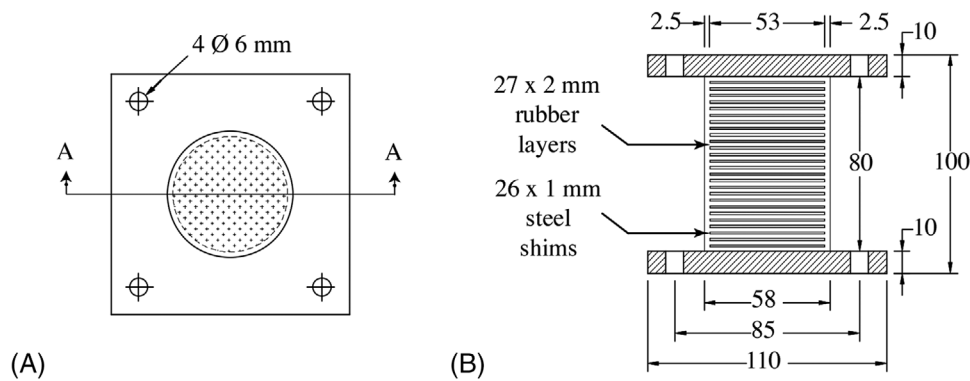 4 Ø 6 mm
A
A
(A)
2.5
53
2.5
10
27 x 2 mm
rubber
layers
26 x 1 mm
steel
shims
80
100
10
58
85
110
(B)